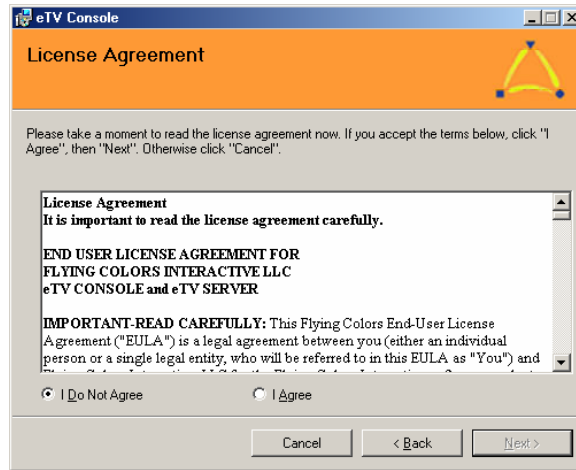 eTV Console
License Agreement
Please take a moment to read the license agreement now. If you accept the terms below, click "I
Agree", then "Next". Otherwise click "Cancel".
License Agreement
It is important to read the license agreement carefully.
END USER LICENSE AGREEMENT FOR
FLYING COLORS INTERACTIVE LLC
eTV CONSOLE and eTV SERVER
IMPORTANT-READ CAREFULLY: This Flying Colors End-User License
Agreement ("EULA") is a legal agreement between you (either an individual
person or a single legal entity, who will be referred to in this EULA as "You") and
I Do Not Agree
I Agree
Cancel
< Back
Next >